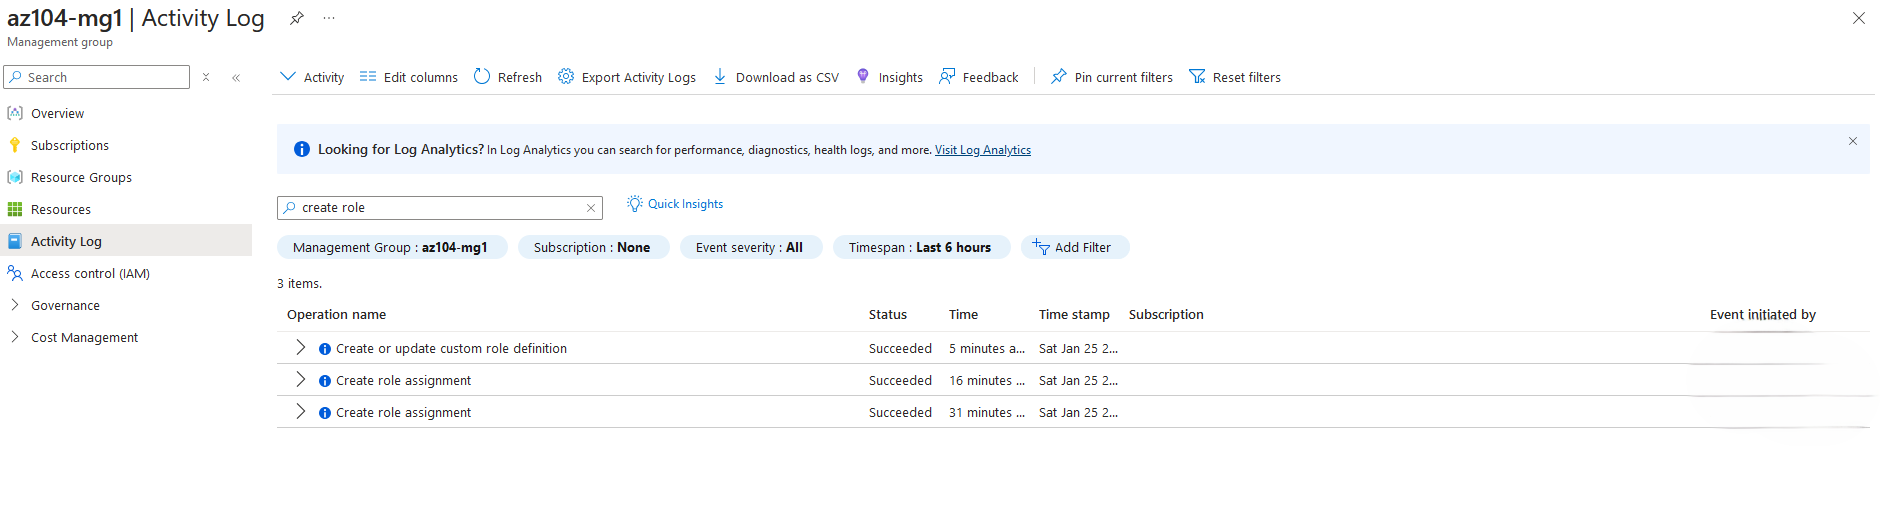 az104-mg1 | Activity Log ...
Management group
Search
Overview
Subscriptions
Resource Groups
Resources
Activity Log
Access control (IAM)
Governance
Cost Management
Activity Edit columns Refresh Export Activity Logs Download as CSV Insights Feedback Pin current filters Reset filters
Looking for Log Analytics? In Log Analytics you can search for performance, diagnostics, health logs, and more. Visit Log Analytics
create role Quick Insights
Management Group : az104-mg1 Subscription : None Event severity : All Timespan : Last 6 hours Add Filter
3 items.
Operation name Status Time Time stamp Subscription Event initiated by
Create or update custom role definition Succeeded 5 minutes a... Sat Jan 25 2...
Create role assignment Succeeded 16 minutes ... Sat Jan 25 2...
Create role assignment Succeeded 31 minutes ... Sat Jan 25 2...